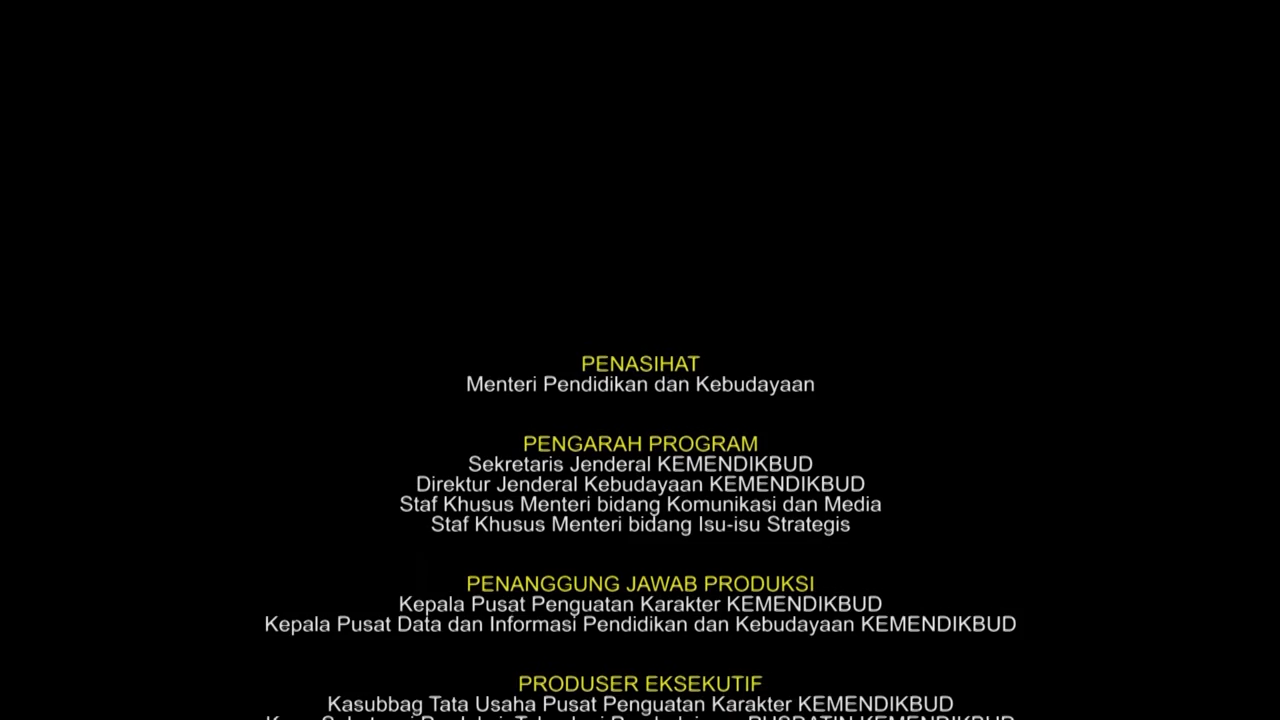 PENASIHAT
Menteri Pendidikan dan Kebudayaan
PENGARAH PROGRAM
Sekretaris Jenderal KEMENDIKBUD
Direktur Jenderal Kebudayaan KEMENDIKBUD
Staf Khusus Menteri bidang Komunikasi dan Media
Staf Khusus Menteri bidang Isu-isu Strategis
PENANGGUNG JAWAB PRODUKSI
Kepala Pusat Penguatan Karakter KEMENDIKBUD
Kepala Pusat Data dan Informasi Pendidikan dan Kebudayaan KEMENDIKBUD
PRODUSER EKSEKUTIF
Kasubbag Tata Usaha Pusat Penguatan Karakter KEMENDIKBUD
PUSDATIN KEMENDIKBUD